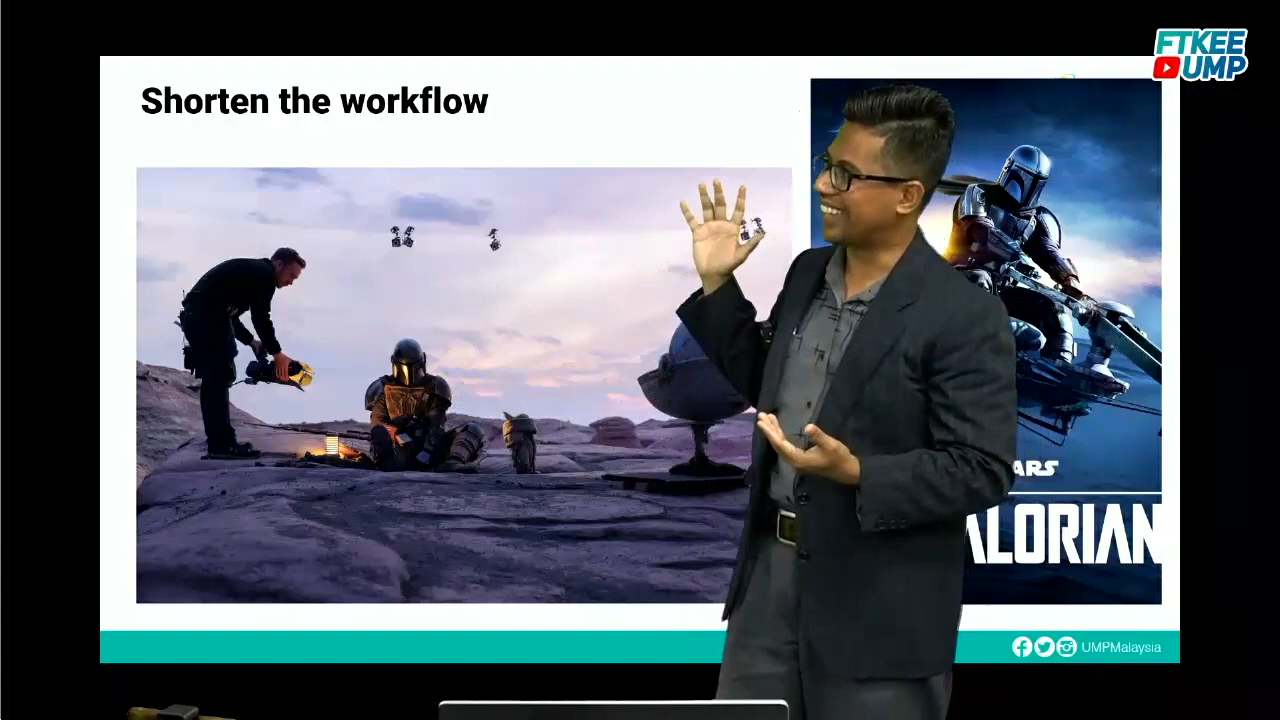 FTKEE
UMP
Shorten the workflow
ARS
ALORIAN
UMPMalaysia